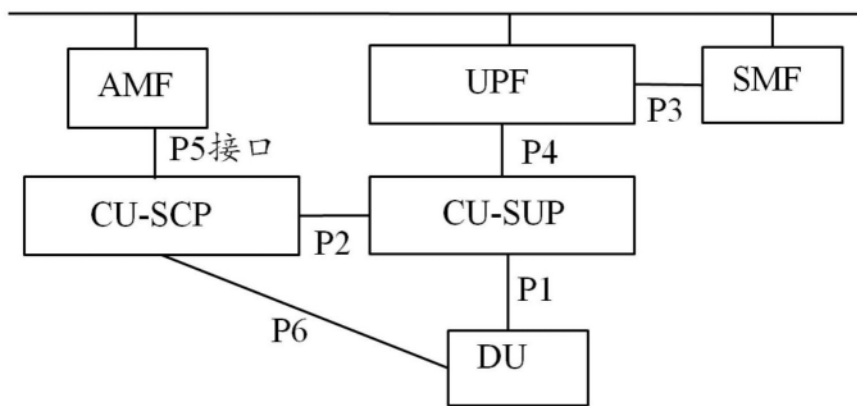 AMF
UPF
SMF
P3
P5接口
P4
CU-SCP
CU-SUP
P2
P1
P6
DU